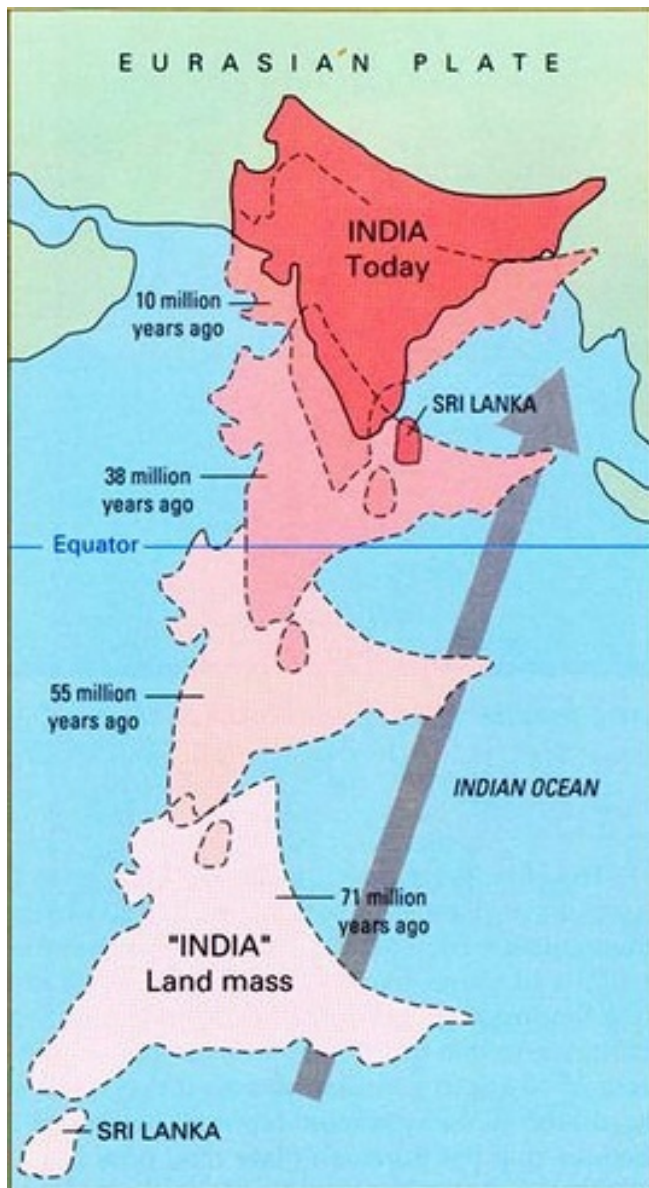 EURASIAN PLATE
INDIA
Today
10 million
years ago
SRI LANKA
38 million
years ago
Equator
55 million
years ago
INDIAN OCEAN
71 million
years ago
"INDIA"
Land mass
SRI LANKA